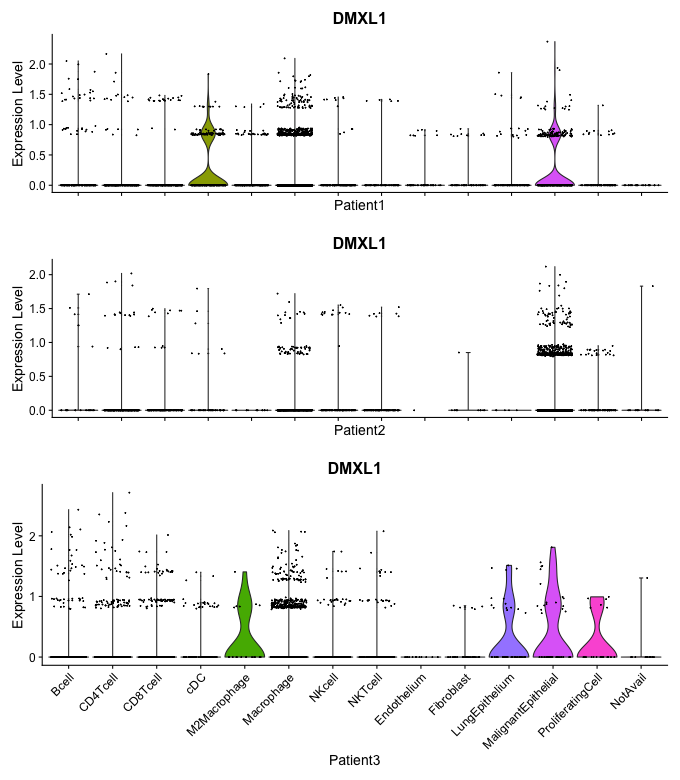 DMXL1
Expression Level
2.0
1.5
1.0
0.5
0.0
Patient1
DMXL1
Expression Level
2.0
1.5
1.0
0.5
0.0
Patient2
DMXL1
Expression Level
2
1
0
Bcell
CD4Tcell
CD8Tcell
cDC
M2Macrophage
Macrophage
NKcell
NKTcell
Endothelium
Fibroblast
LungEpithelium
MalignantEpithelial
ProliferatingCell
NotAvail
Patient3